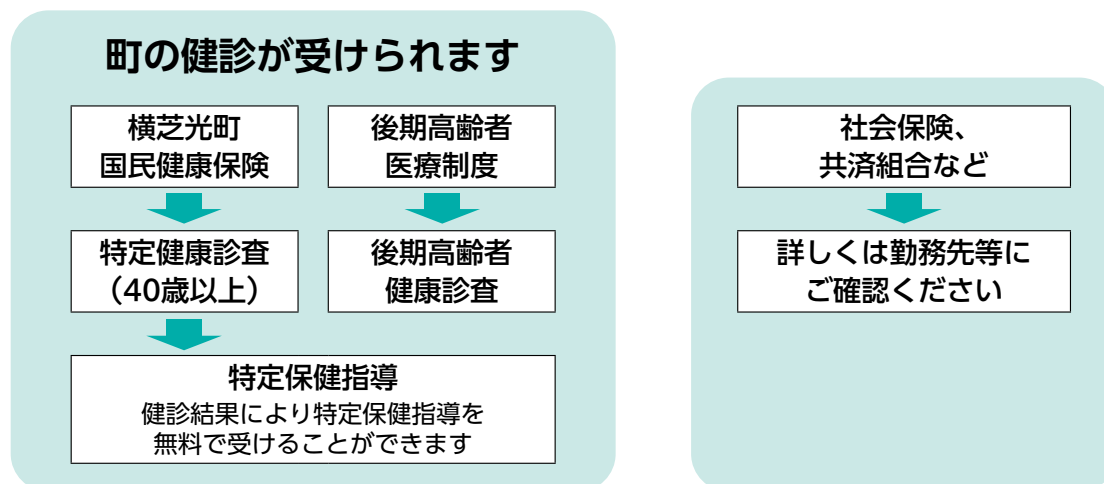 町の健診が受けられます
横芝光町
国民健康保険
特定健康診査
（40歳以上）
特定保健指導
健診結果により特定保健指導を
無料で受けることができます
後期高齢者
医療制度
後期高齢者
健康診査
社会保険、
共済組合など
詳しくは勤務先等に
ご確認ください